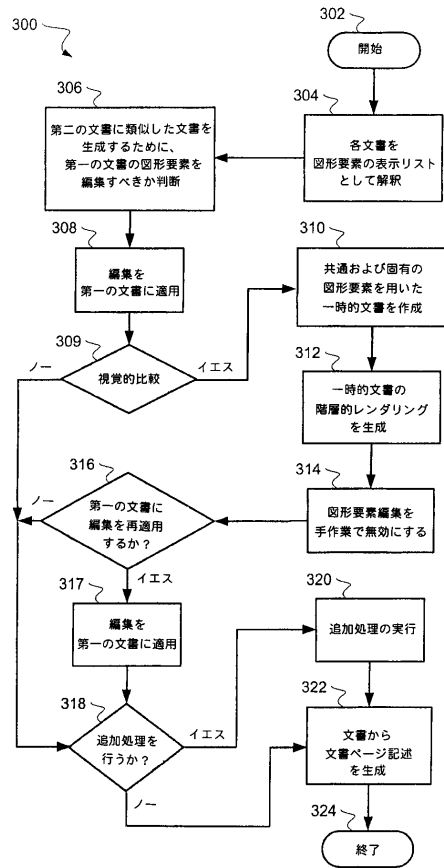 300
302
開始
304
各文書を
図形要素の表示リスト
として解釈
306
第二の文書に類似した文書を
生成するために、
第一の文書の図形要素を
編集すべきか判断
308
編集を
第一の文書に適用
309
視覚的比較
ノー
イエス
310
共通および固有の
図形要素を用いた
一時的文書を作成
312
一時的文書の
階層的レンダリング
を生成
314
図形要素編集を
手作業で無効にする
316
第一の文書に
編集を再適用
するか?
ノー
イエス
317
編集を
第一の文書に適用
318
追加処理を
行うか?
イエス
ノー
320
追加処理の実行
322
文書から
文書ページ記述
を生成
324
終了